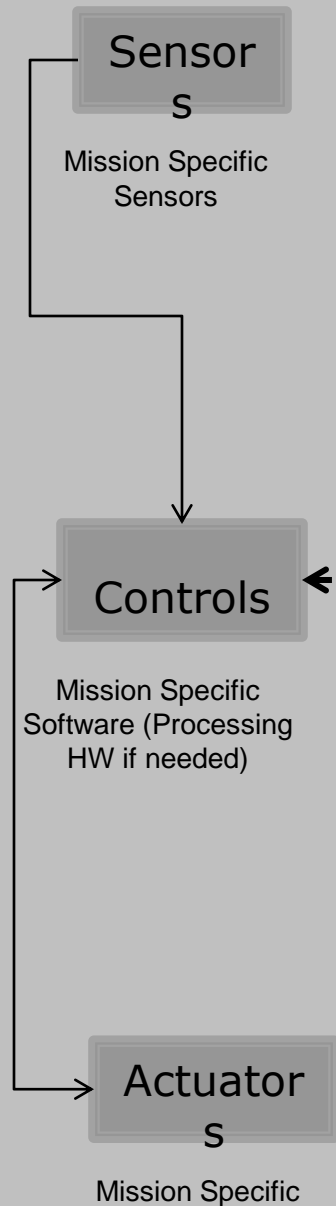 Sensor
s
Mission Specific
Sensors
Controls
Mission Specific
Software (Processing
HW if needed)
Actuator
s
Mission Specific